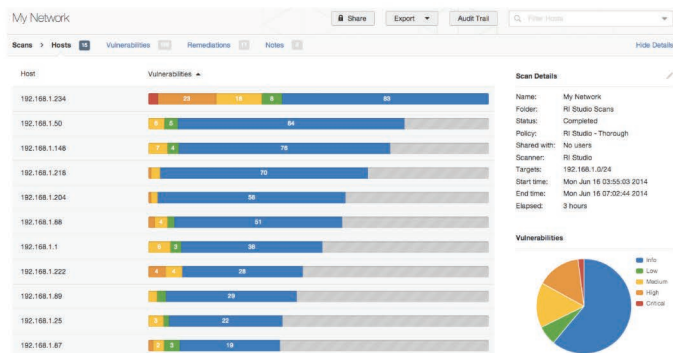 My Network
Share
Export
Audit Trail
Filter Hosts
Scans > Hosts 16 Vulnerabilities Remediations 11 Notes
Hide Details
Host Vulnerabilities
192.168.1.234 23 18 83
192.168.1.50 5 84
192.168.1.148 7 4 76
192.168.1.218 70
192.168.1.204 56
192.168.1.88 4 51
192.168.1.1 3 36
192.168.1.222 4 4 28
192.168.1.89 29
192.168.1.25 22
192.168.1.87 3 19
Scan Details
Name: My Network
Folder: RI Studio Scans
Status: Completed
Policy: RI Studio - Thorough
Shared with: No users
Scanner: RI Studio
Targets: 192.168.1.0/24
Start time: Mon Jun 16 03:55:03 2014
End time: Mon Jun 16 07:02:44 2014
Elapsed: 3 hours
Vulnerabilities
Info
Low
Medium
High
Critical